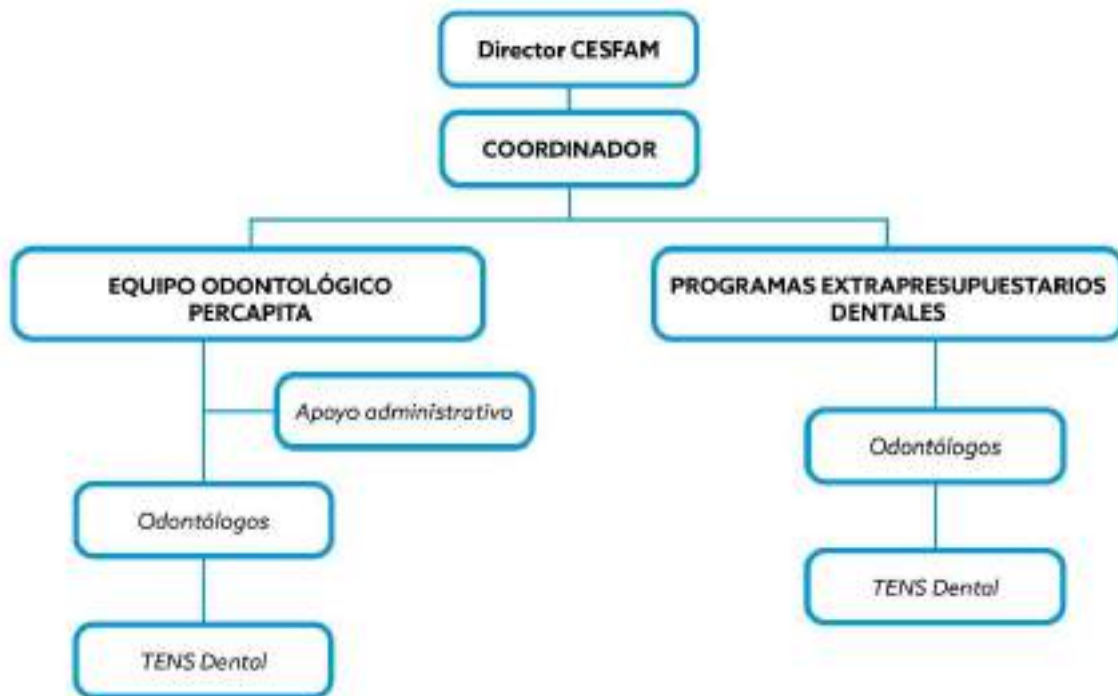 Director CESFAM
COORDINADOR
EQUIPO ODONTOLÓGICO
PERCAPITA
Apoyo administrativo
Odontólogos
TENS Dental
PROGRAMAS EXTRAPRESUPUESTARIOS
DENTALES
Odontólogos
TENS Dental